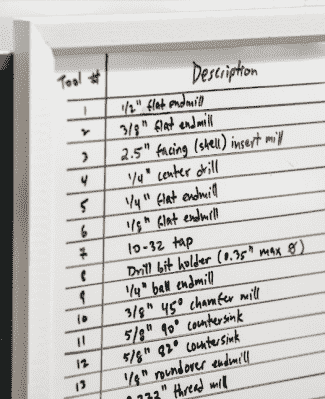 Tool # Description
1 1/2" flat endmill
2 3/8" flat endmill
3 2.5" facing (shell) insert mill
4 1/4" center drill
5 1/4" flat endmill
6 1/8" flat endmill
7 10-32 tap
8 Drill bit holder (0.35" max Ø)
9 1/4" ball endmill
10 3/8" 45° chamfer mill
11 5/8" 90° countersink
12 5/8" 82° countersink
13 1/8" roundover endmill
thread mill